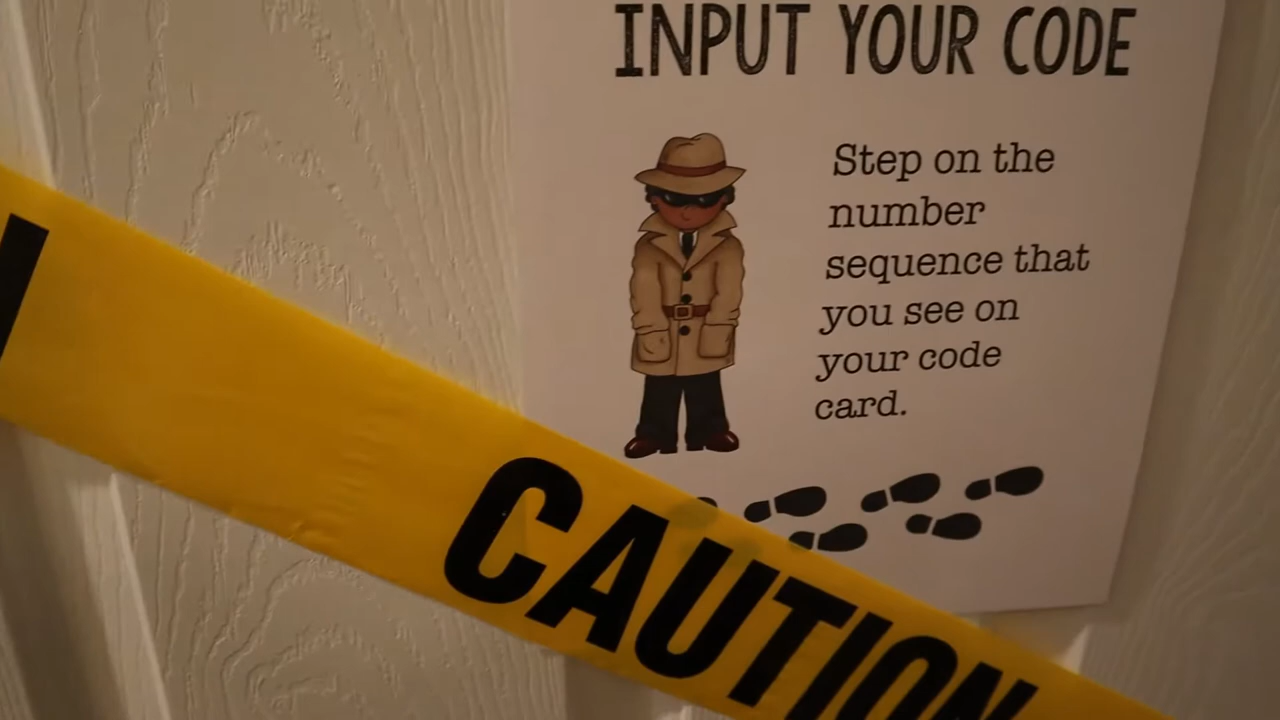 INPUT YOUR CODE
Step on the
number
sequence that
you see on
your code
card.
CAUTION